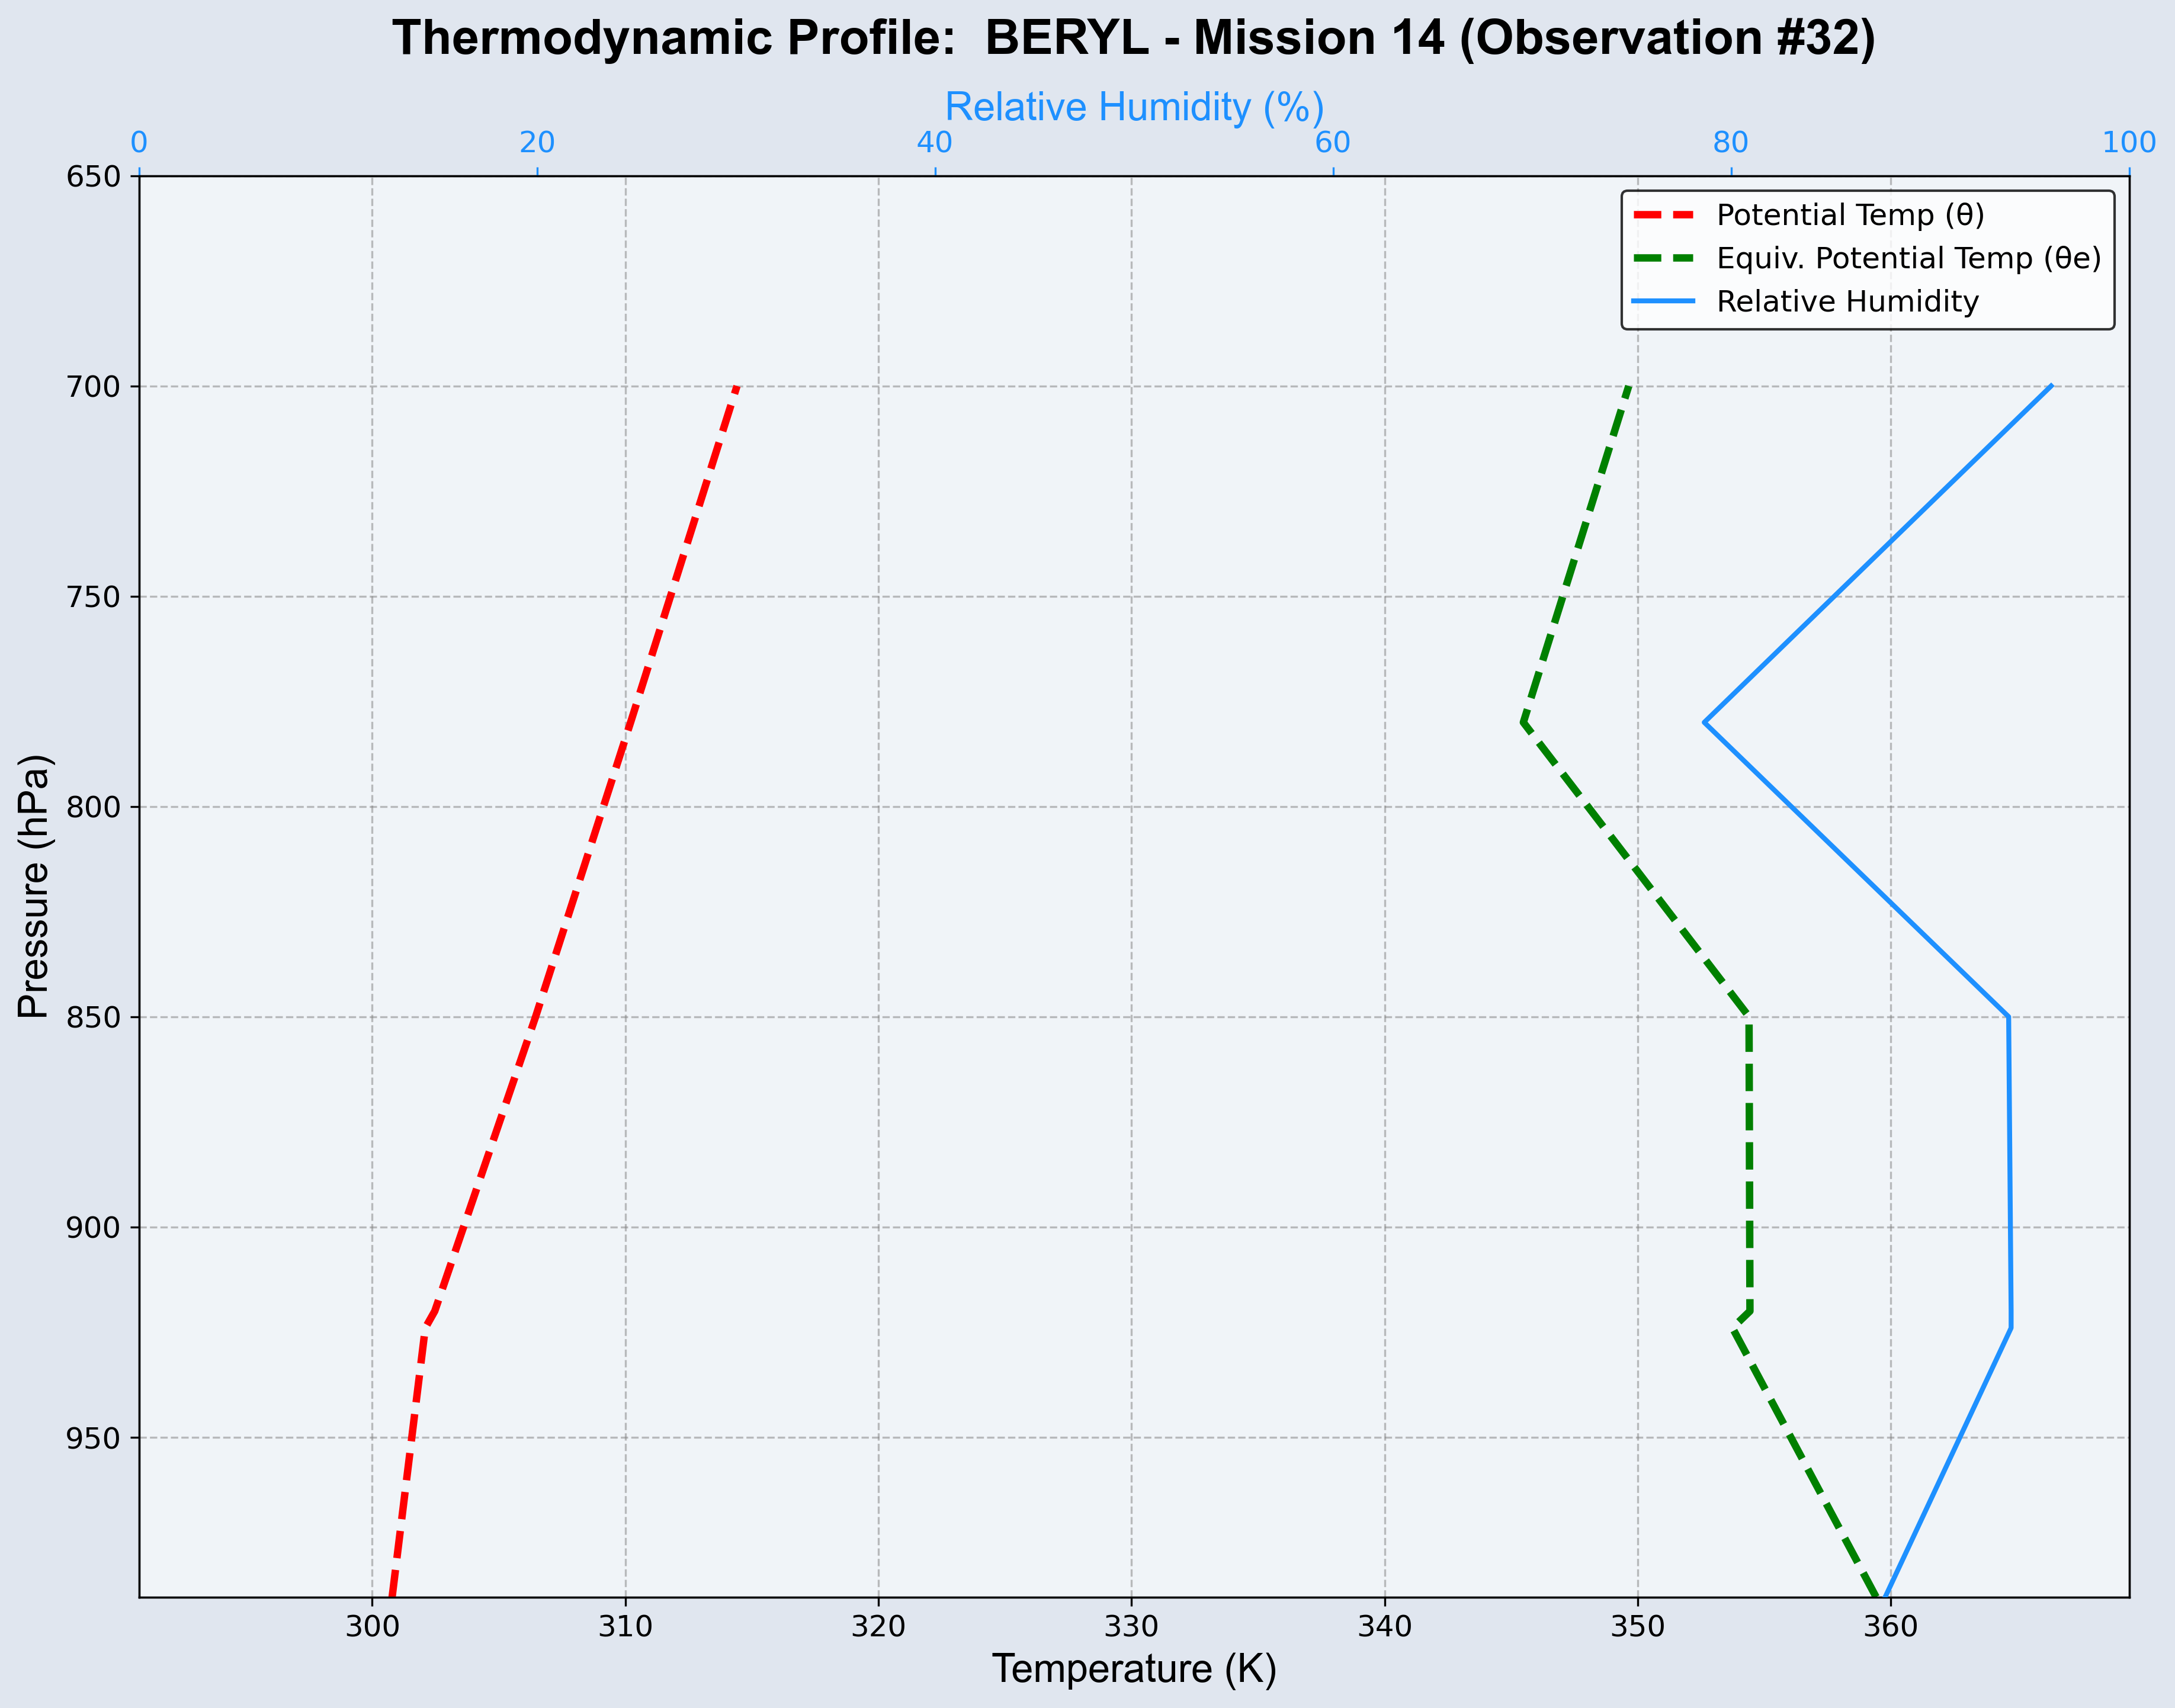 Thermodynamic Profile:  BERYL - Mission 14 (Observation #32)
Relative Humidity (%)
0 20 40 60 80 100
Potential Temp (θ)
Equiv. Potential Temp (θe)
Relative Humidity
650
700
750
800
850
900
950
Pressure (hPa)
300 310 320 330 340 350 360
Temperature (K)